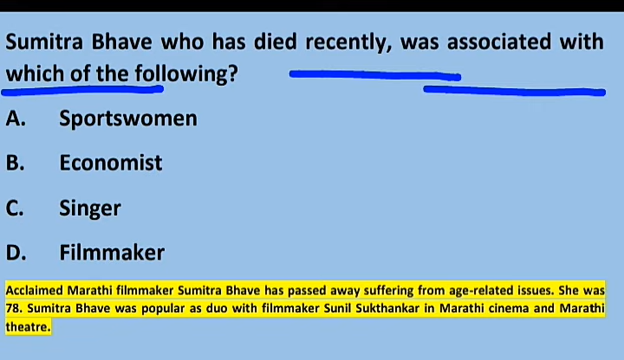 Sumitra Bhave who has died recently, was associated with
which of the following?
A. Sportswomen
B. Economist
C. Singer
D. Filmmaker
Acclaimed Marathi filmmaker Sumitra Bhave has passed away suffering from age-related issues. She was
78. Sumitra Bhave was popular as duo with filmmaker Sunil Sukthankar in Marathi cinema and Marathi
theatre.